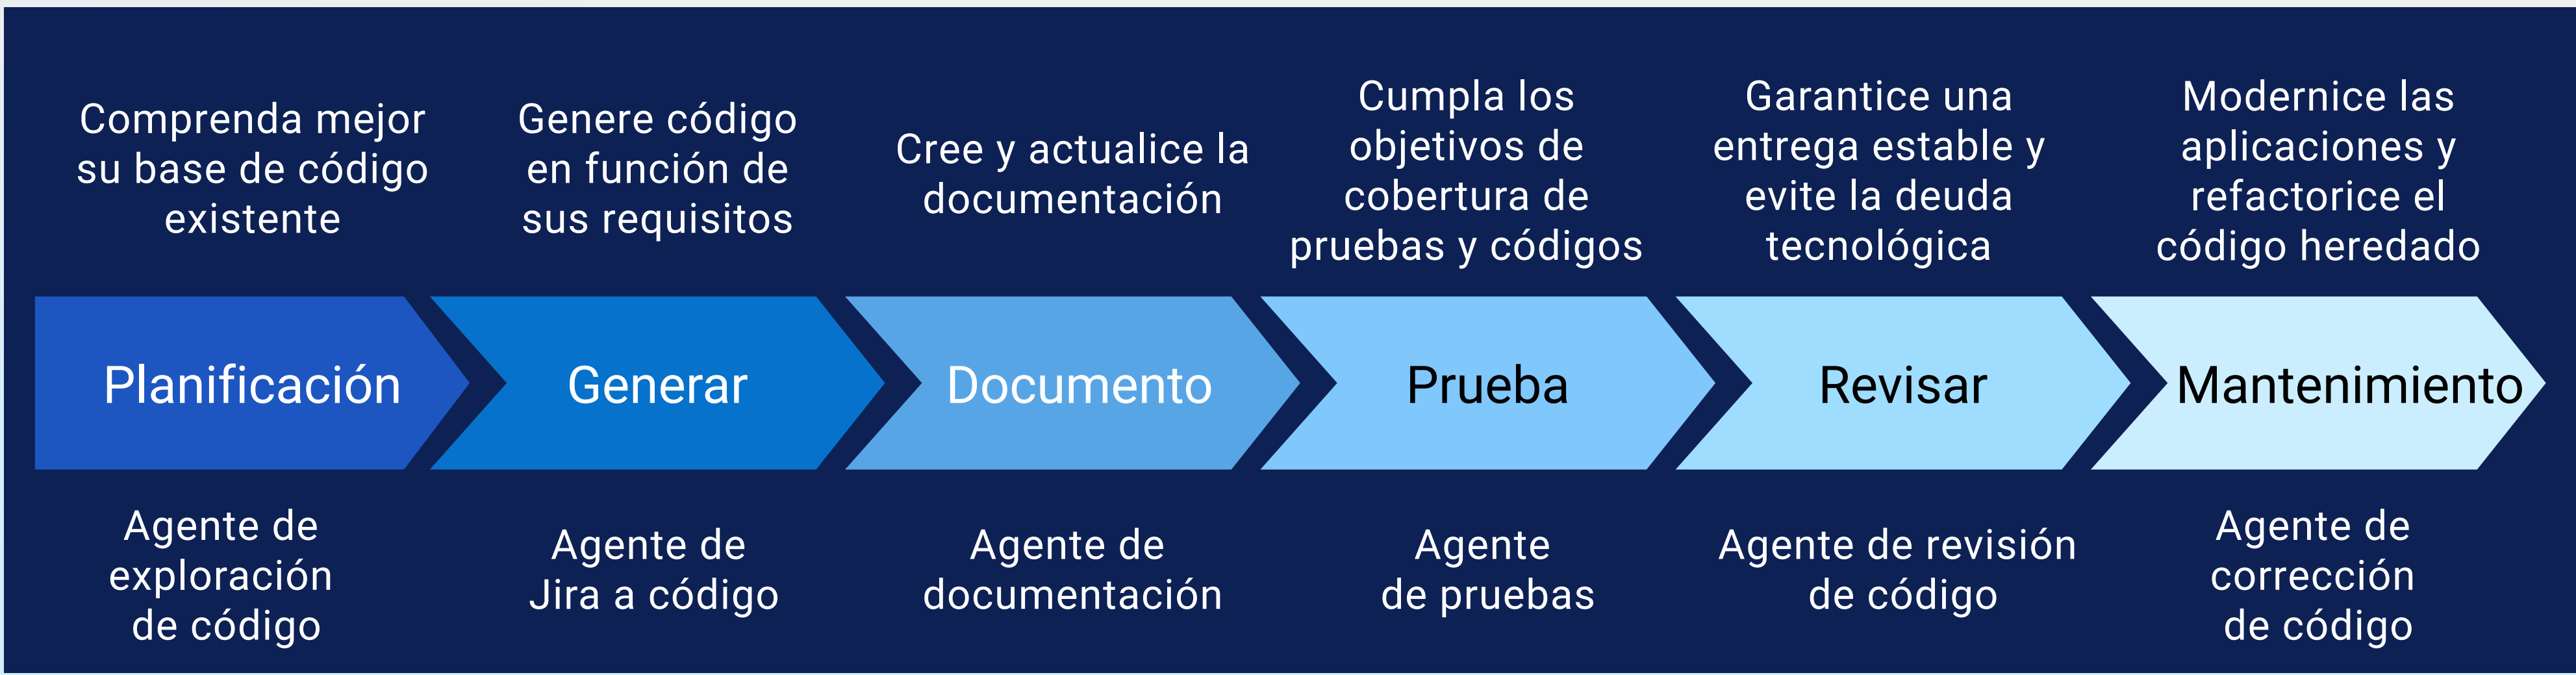 Comprenda mejor
su base de código
existente
Genere código
en función de
sus requisitos
Cree y actualice la
documentación
Cumpla los
objetivos de
cobertura de
pruebas y códigos
Garantice una
entrega estable y
evite la deuda
tecnológica
Modernice las
aplicaciones y
refactorice el
código heredado
Planificación
Generar
Documento
Prueba
Revisar
Mantenimiento
Agente de
exploración
de código
Agente de
Jira a código
Agente de
documentación
Agente
de pruebas
Agente de revisión
de código
Agente de
corrección
de código